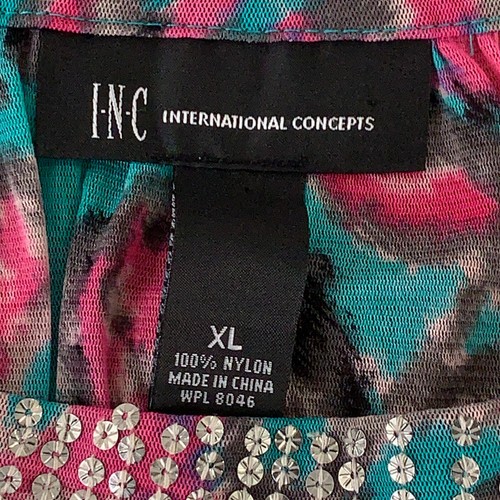 I·N·C INTERNATIONAL CONCEPTS
XL
100% NYLON
MADE IN CHINA
WPL 8046